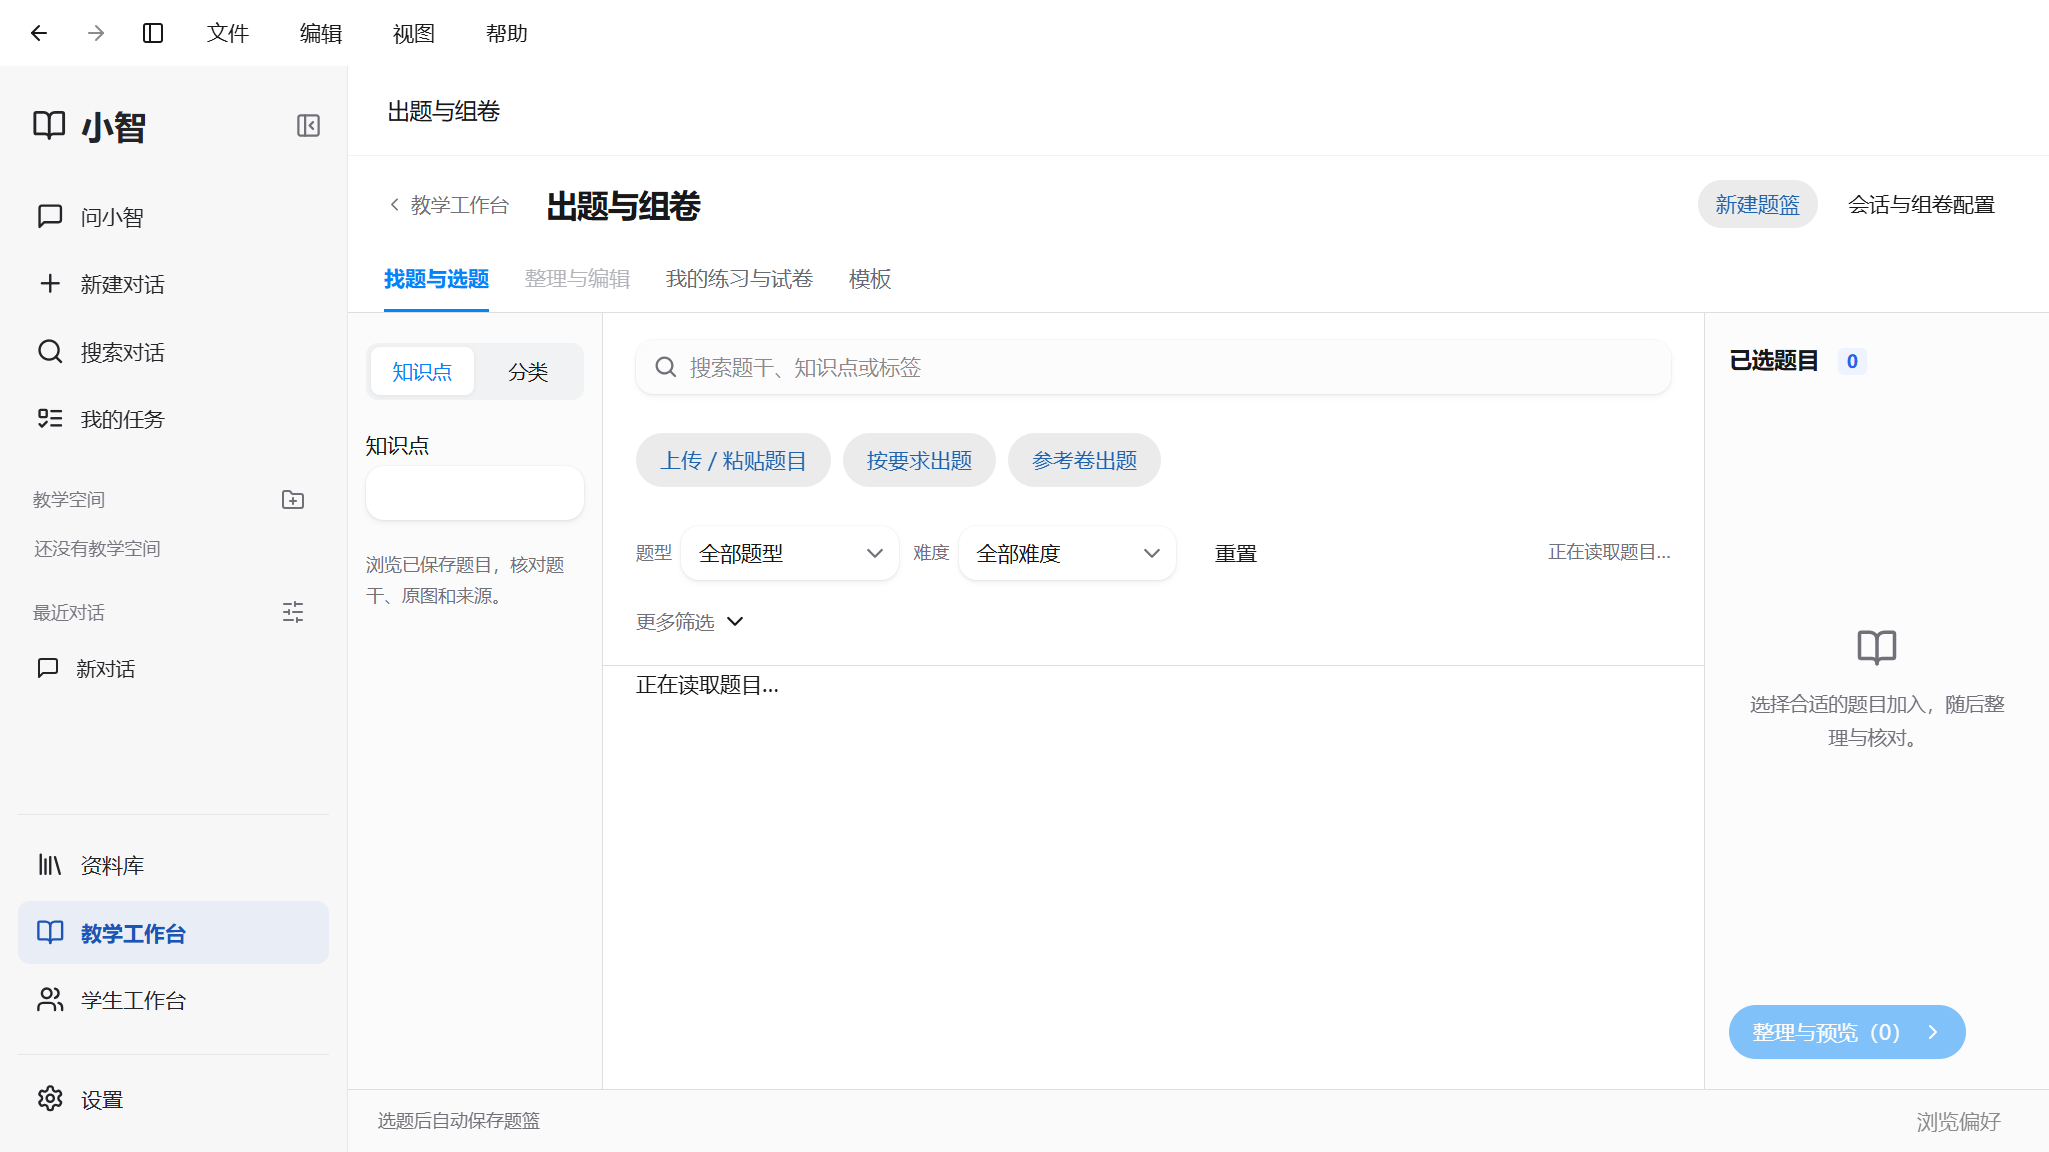 文件 编辑 视图 帮助
小智
问小智
新建对话
搜索对话
我的任务
教学空间
还没有教学空间
最近对话
新对话
资料库
教学工作台
学生工作台
设置
出题与组卷
教学工作台 出题与组卷 新建题篮 会话与组卷配置
找题与选题 整理与编辑 我的练习与试卷 模板
知识点 分类
知识点
浏览已保存题目，核对题
干、原图和来源。
搜索题干、知识点或标签
上传 / 粘贴题目 按要求出题 参考卷出题
题型 全部题型 难度 全部难度 重置 正在读取题目...
更多筛选
正在读取题目...
已选题目 0
选择合适的题目加入，随后整
理与核对。
整理与预览（0）
选题后自动保存题篮 浏览偏好